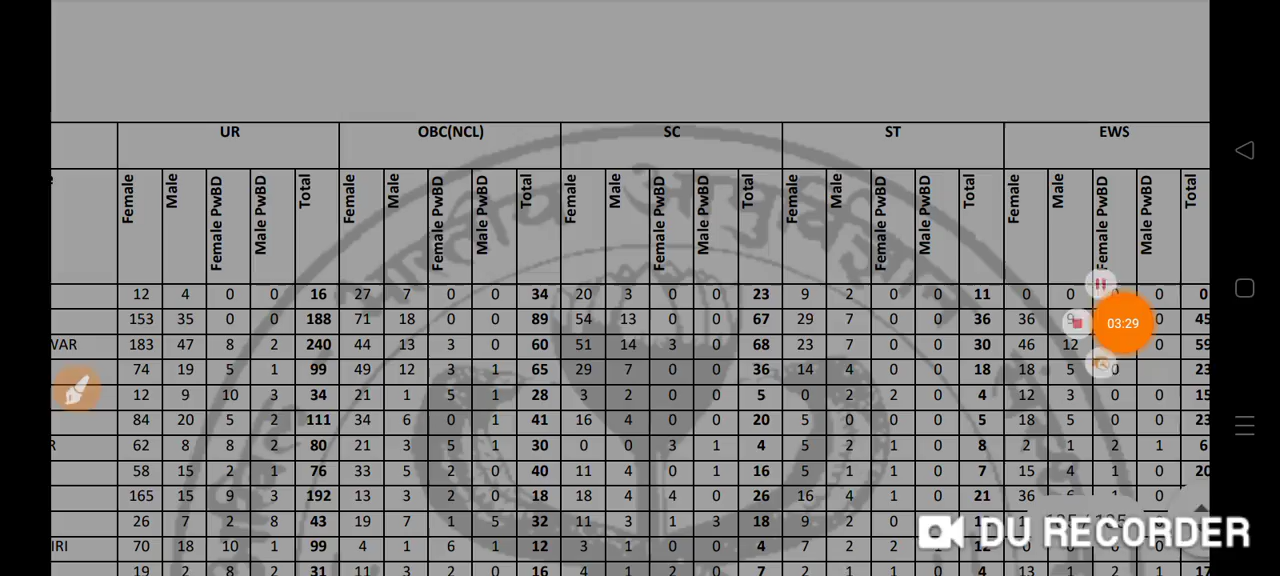 UR OBC(NCL) SC ST EWS
Female Male Female PwBD Male PwBD Total Female Male Female PwBD Male PwBD Total Female Male Female PwBD Male PwBD Total Female Male Female PwBD Male PwBD Total Female Male Female PwBD Male PwBD Total
12 4 0 0 16 27 7 0 0 34 20 3 0 0 23 9 2 0 0 11 0 0 0 0
153 35 0 0 188 71 18 0 0 89 54 13 0 0 67 29 7 0 0 36 36 0 45
03:29
VAR 183 47 8 2 240 44 13 3 0 60 51 14 3 0 68 23 7 0 0 30 46 12 0 59
74 19 5 1 99 49 12 3 1 65 29 7 0 0 36 14 4 0 0 18 18 5 0 0 23
12 9 10 3 34 21 1 5 1 28 3 2 0 0 5 0 2 2 0 4 12 3 0 0 15
84 20 5 2 111 34 6 0 1 41 16 4 0 0 20 5 0 0 0 5 18 5 0 0 23
R 62 8 8 2 80 21 3 5 1 30 0 0 3 1 4 5 2 1 0 8 2 1 2 1 6
58 15 2 1 76 33 5 2 0 40 11 4 0 1 16 5 1 1 0 7 15 4 1 0 20
165 15 9 3 192 13 3 2 0 18 18 4 4 0 26 16 4 1 0 21 36 6 1 0
26 7 2 8 43 19 7 1 5 32 11 3 1 3 18 9 2 0
195 / 195
DU RECORDER
IRI 70 18 10 1 99 4 1 6 1 12 3 1 0 0 4 7 2 2 12
19 2 8 2 31 11 3 2 0 16 4 1 2 0 7 2 1 1 0 4 13 1 2 1 17